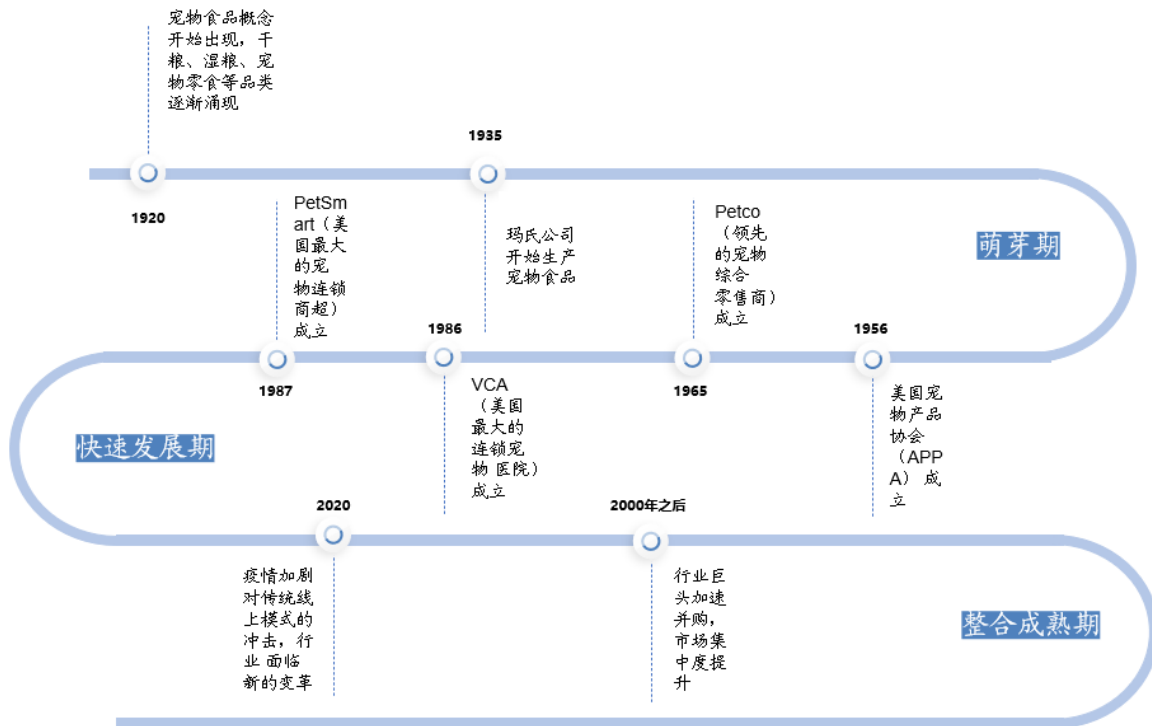 宠物食品概念
开始出现，干
粮、湿粮、宠
物零食等品类
逐渐涌现
1920
1935
玛氏公司
开始生产
宠物食品
萌芽期
PetSm
art（美
国最大
的宠
物连锁
商超）
成立
1987
1986
VCA
（美国
最大的
连锁宠
物 医院）
成立
Petco
（领先
的宠物
综合
零售商）
成立
1965
1956
美国宠
物产品
协会
（APP
A） 成
立
快速发展期
2020
疫情加剧
对传统线
上模式的
冲击，行
业 面临
新的变革
2000年之后
行业巨
头加速
并购，
市场集
中度提
升
整合成熟期